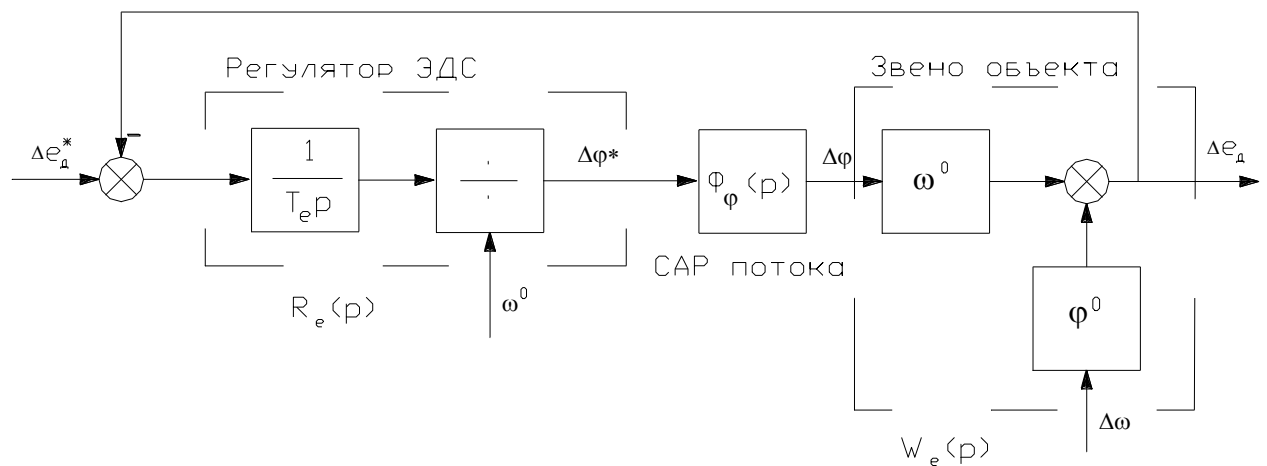 Регулятор ЭДС
Звено объекта
Δe*д
−
1
Tep
÷
Δφ*
Φφ(p)
Δφ
ω0
Δeд
САР потока
Re(p)
ω0
φ0
Δω
We(p)